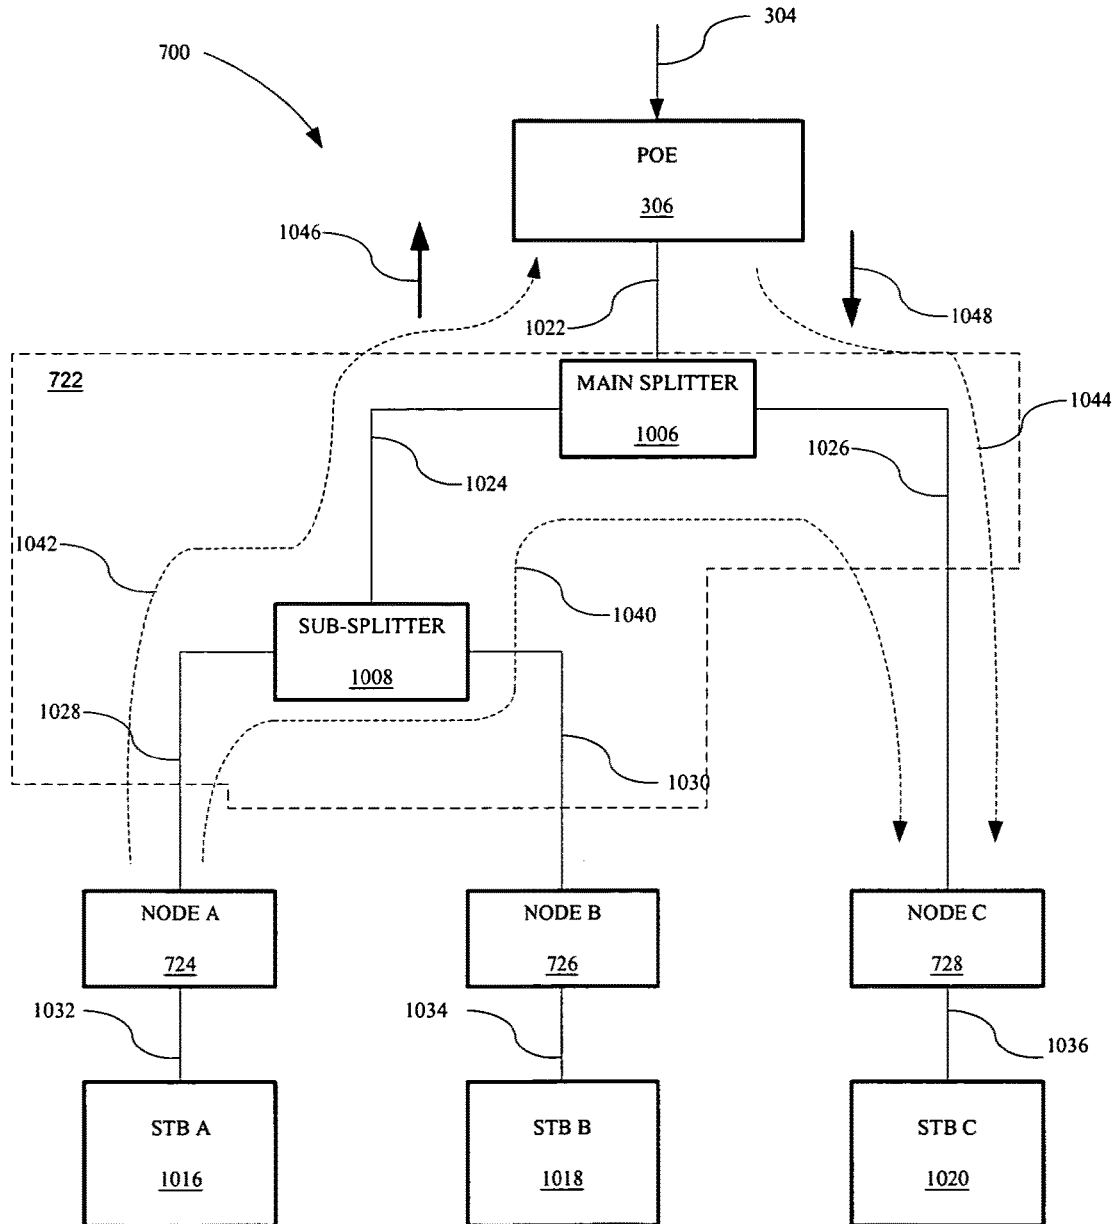 304
700
POE
306
1046
1022
1048
722
MAIN SPLITTER
1006
1044
1024
1026
1042
SUB-SPLITTER
1008
1040
1028
1030
NODE A
724
NODE B
726
NODE C
728
1032
1034
1036
STB A
1016
STB B
1018
STB C
1020